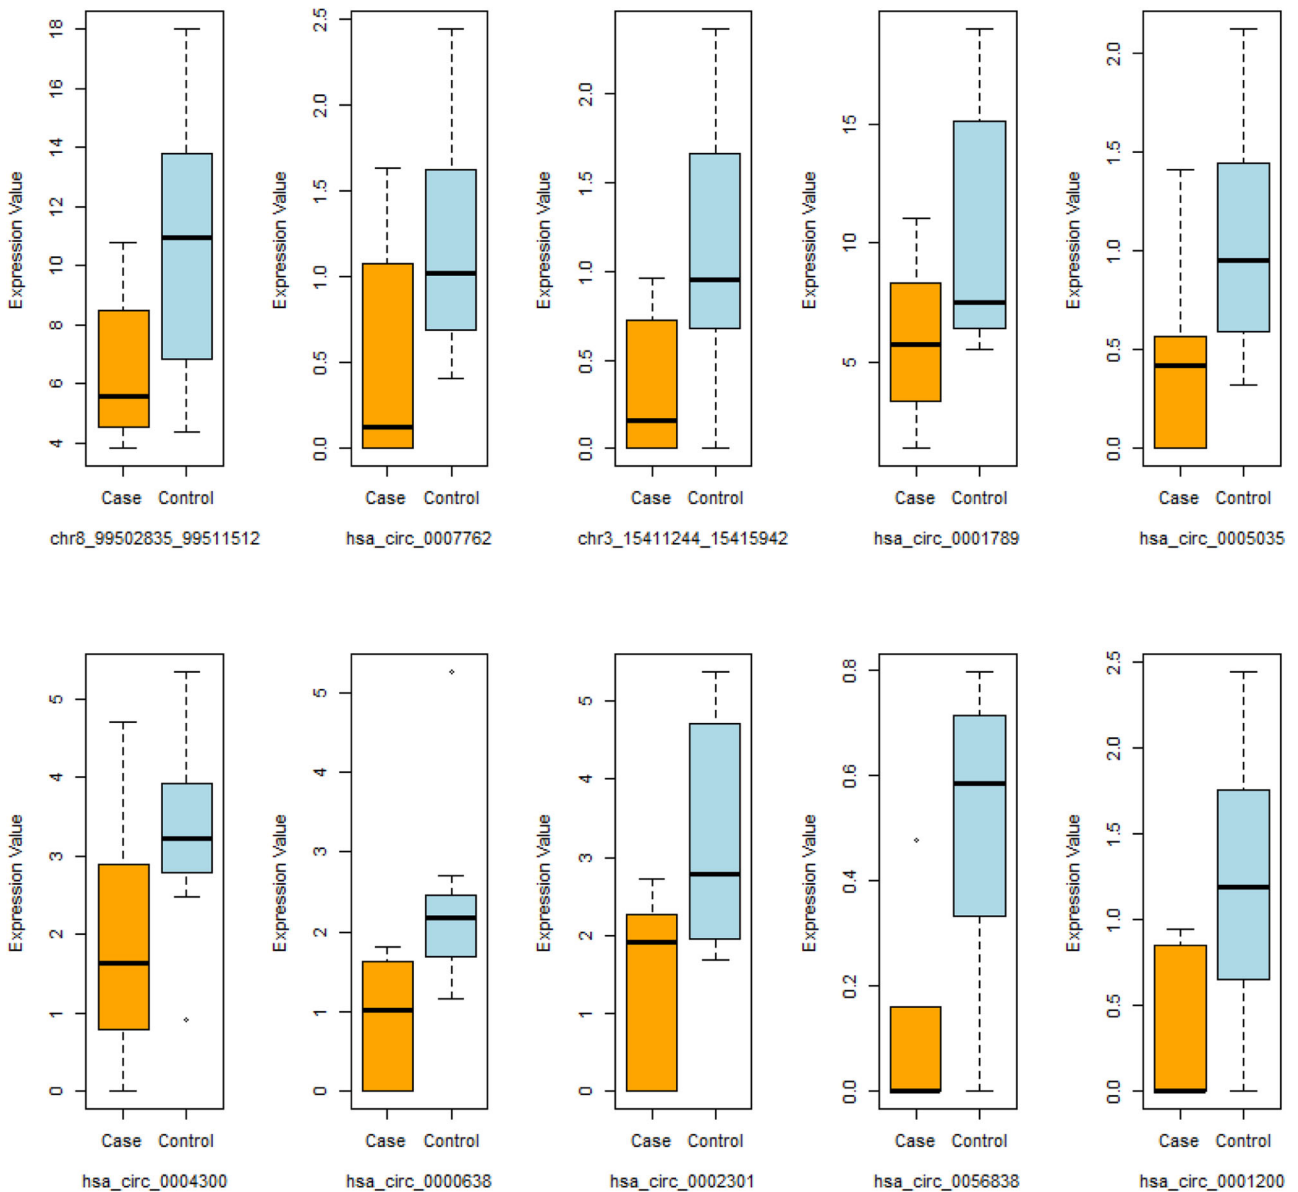 Expression Value
18
16
14
12
10
8
6
4
Case Control
chr8_99502835_99511512
Expression Value
2.5
2.0
1.5
1.0
0.5
0.0
Case Control
hsa_circ_0007762
Expression Value
2.0
1.5
1.0
0.5
0.0
Case Control
chr3_15411244_15415942
Expression Value
15
10
5
Case Control
hsa_circ_0001789
Expression Value
2.0
1.5
1.0
0.5
0.0
Case Control
hsa_circ_0005035
Expression Value
5
4
3
2
1
0
Case Control
hsa_circ_0004300
Expression Value
5
4
3
2
1
0
Case Control
hsa_circ_0000638
Expression Value
5
4
3
2
1
0
Case Control
hsa_circ_0002301
Expression Value
0.8
0.6
0.4
0.2
0.0
Case Control
hsa_circ_0056838
Expression Value
2.5
2.0
1.5
1.0
0.5
0.0
Case Control
hsa_circ_0001200